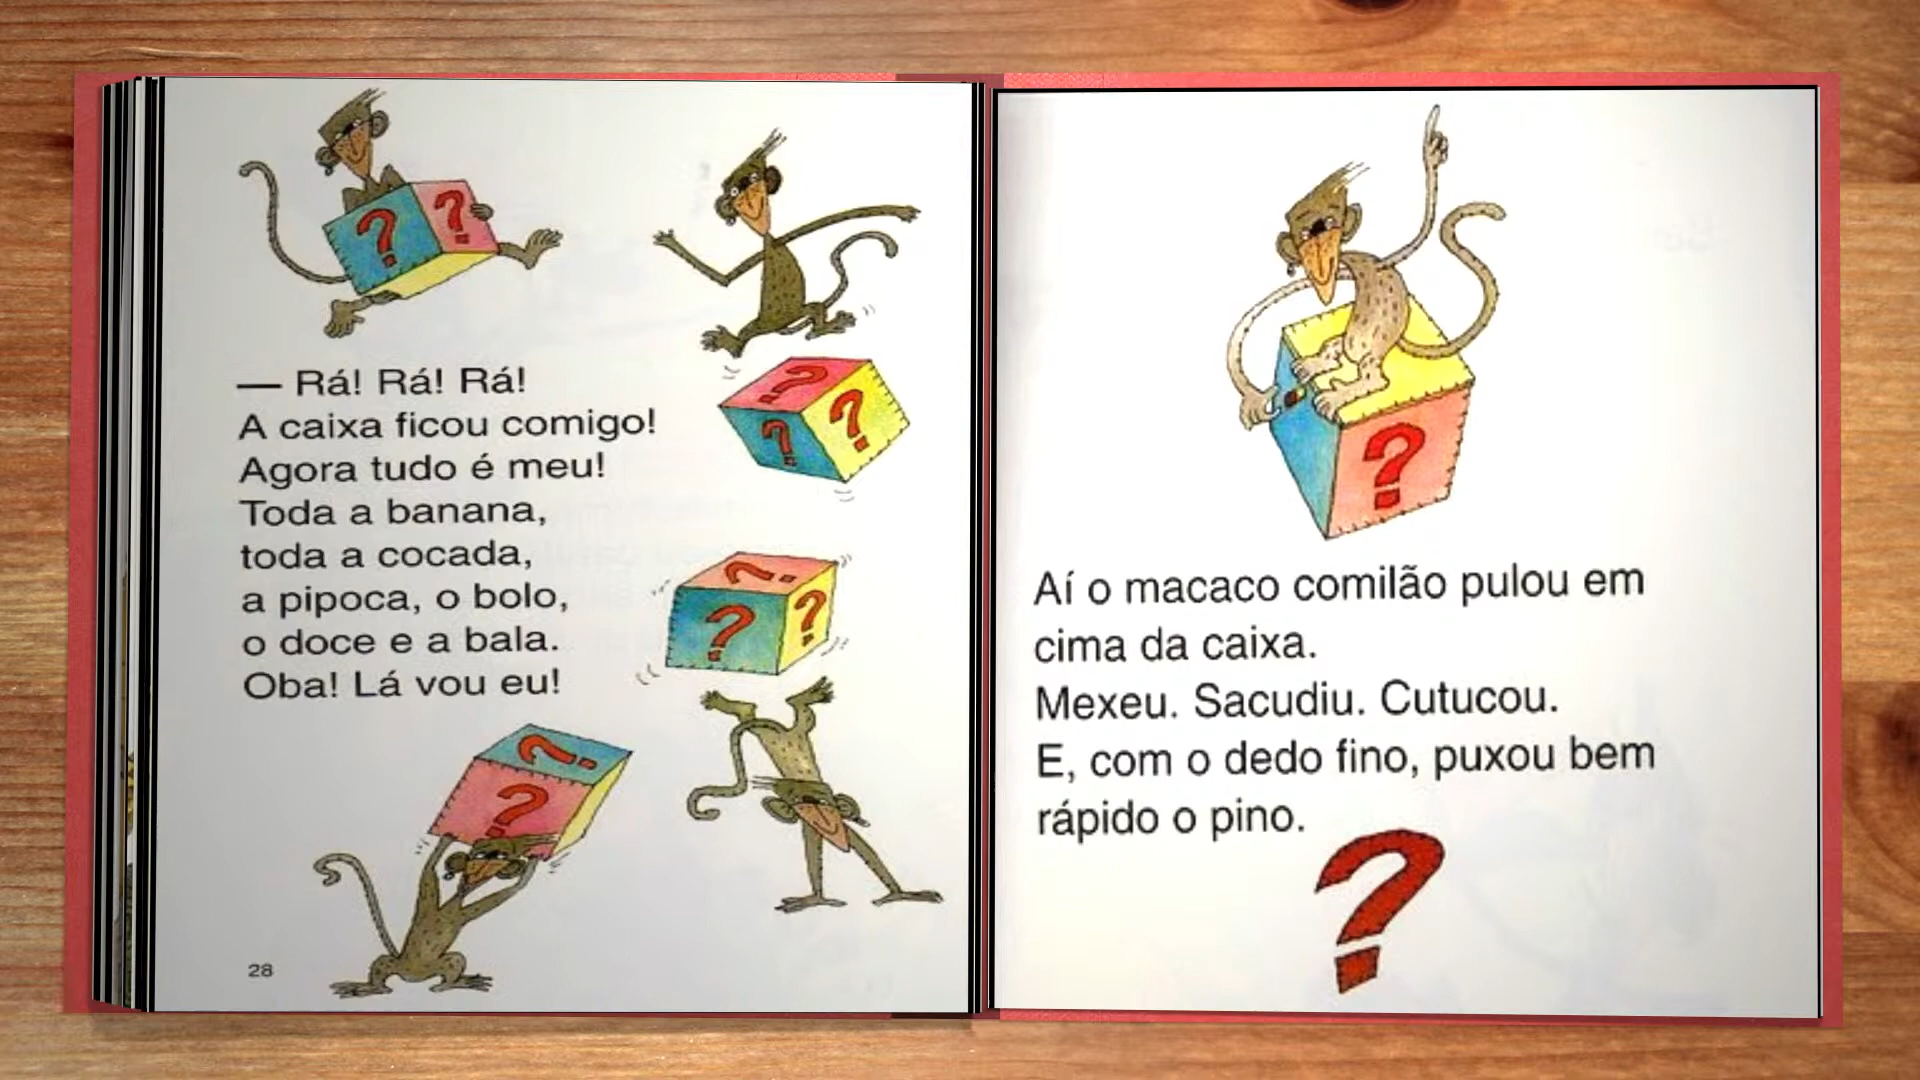 — Rá! Rá! Rá!
A caixa ficou comigo!
Agora tudo é meu!
Toda a banana,
toda a cocada,
a pipoca, o bolo,
o doce e a bala.
Oba! Lá vou eu!
? ?
? ? ?
? ? ?
? ?
28
?
Aí o macaco comilão pulou em
cima da caixa.
Mexeu. Sacudiu. Cutucou.
E, com o dedo fino, puxou bem
rápido o pino.
?